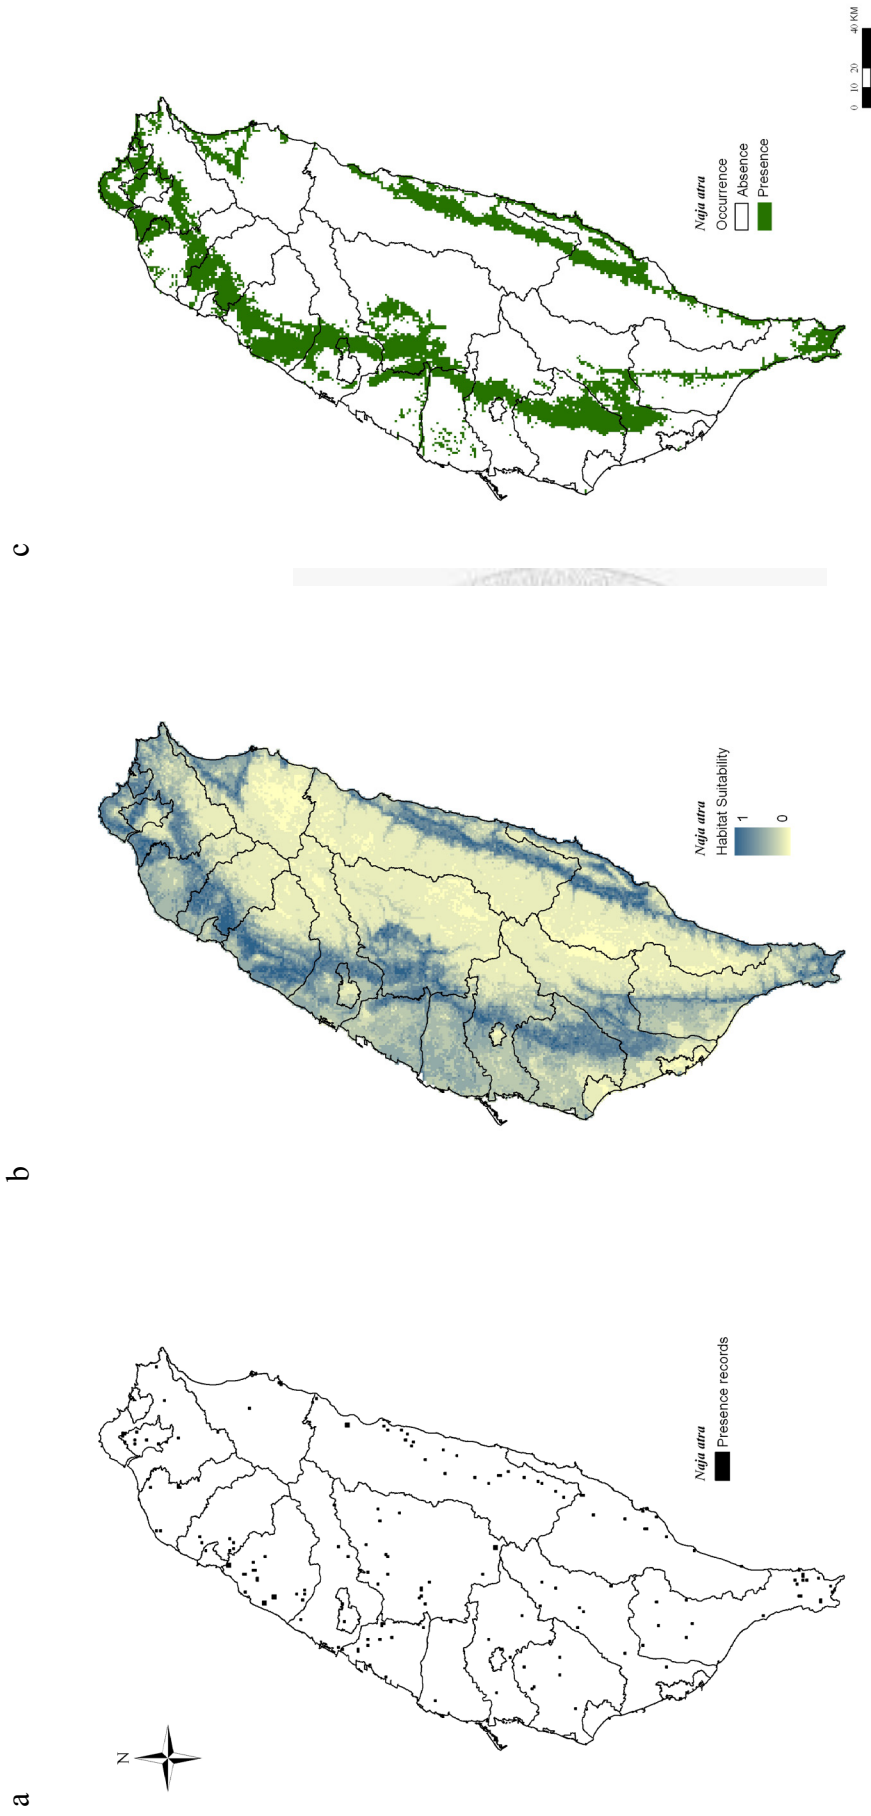 a
N
Naja atra
Presence records
b
Naja atra
Habitat Suitability
1
0
c
Naja atra
Occurrence
Absence
Presence
0 10 20 40 KM